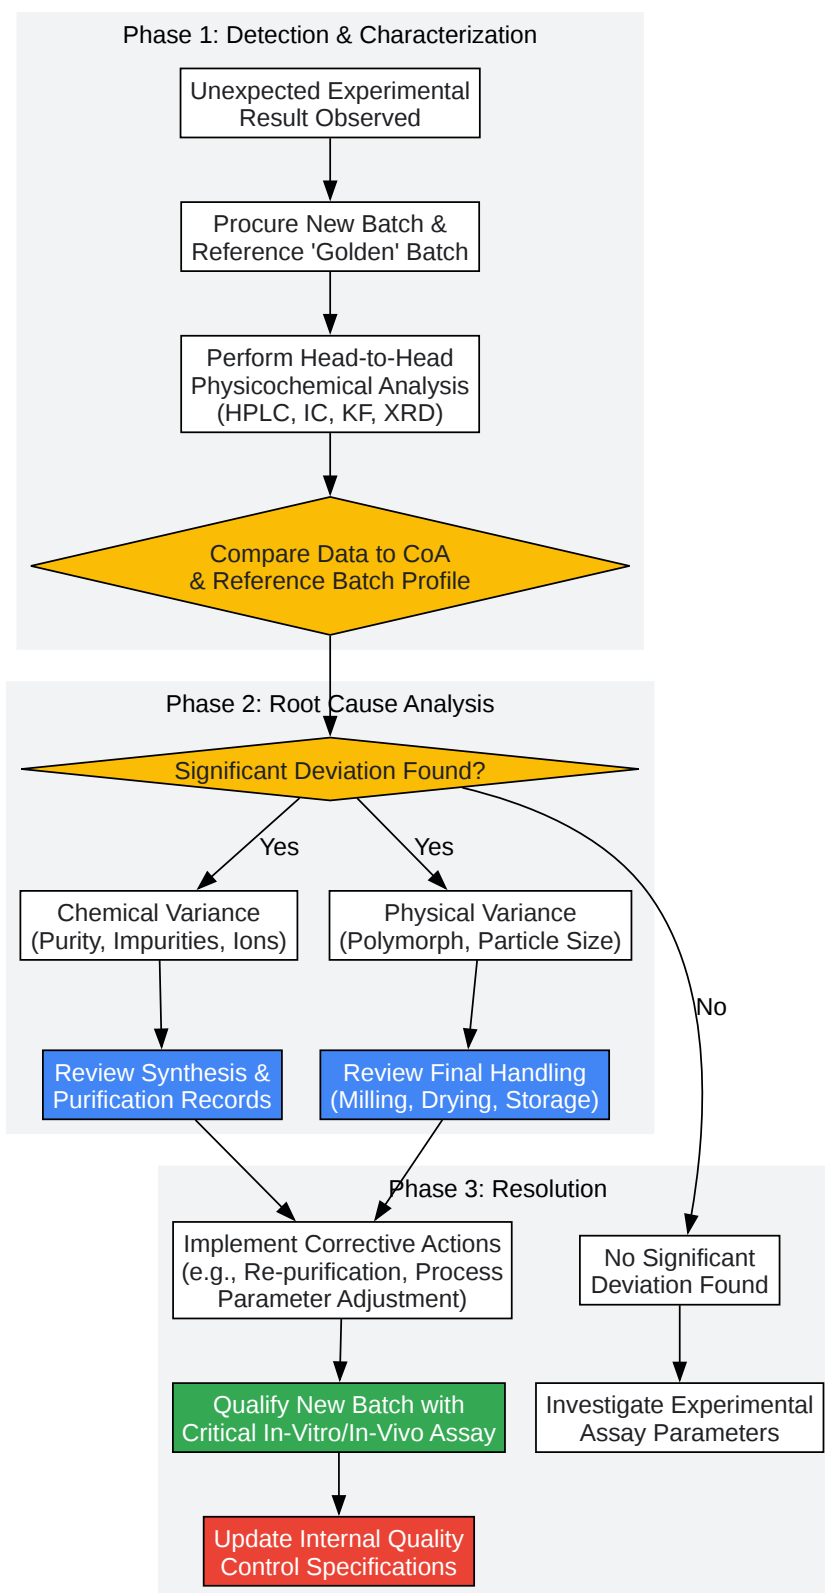 Phase 1: Detection & Characterization
Unexpected Experimental
Result Observed
Procure New Batch &
Reference 'Golden' Batch
Perform Head-to-Head
Physicochemical Analysis
(HPLC, IC, KF, XRD)
Compare Data to CoA
& Reference Batch Profile
Phase 2: Root Cause Analysis
Significant Deviation Found?
Yes
Yes
Chemical Variance
(Purity, Impurities, Ions)
Physical Variance
(Polymorph, Particle Size)
No
Review Synthesis &
Purification Records
Review Final Handling
(Milling, Drying, Storage)
Phase 3: Resolution
Implement Corrective Actions
(e.g., Re-purification, Process
Parameter Adjustment)
No Significant
Deviation Found
Qualify New Batch with
Critical In-Vitro/In-Vivo Assay
Investigate Experimental
Assay Parameters
Update Internal Quality
Control Specifications